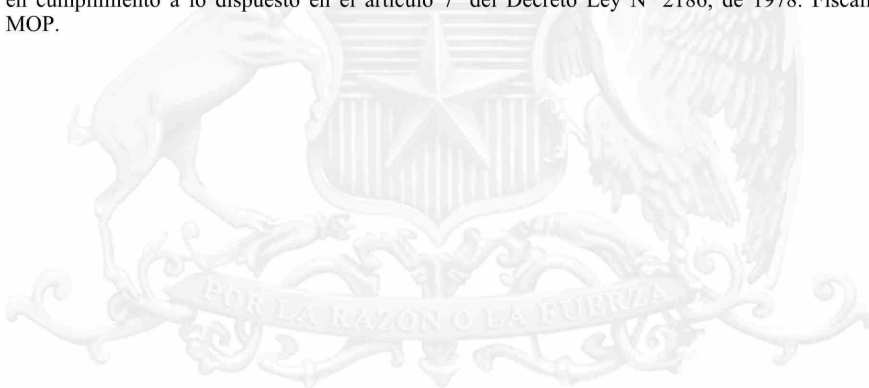 en cumplimiento a lo dispuesto en el artículo 7° del Decreto Ley N° 2186, de 1978. Fiscalía
MOP.
POR LA RAZON O LA FUERZA